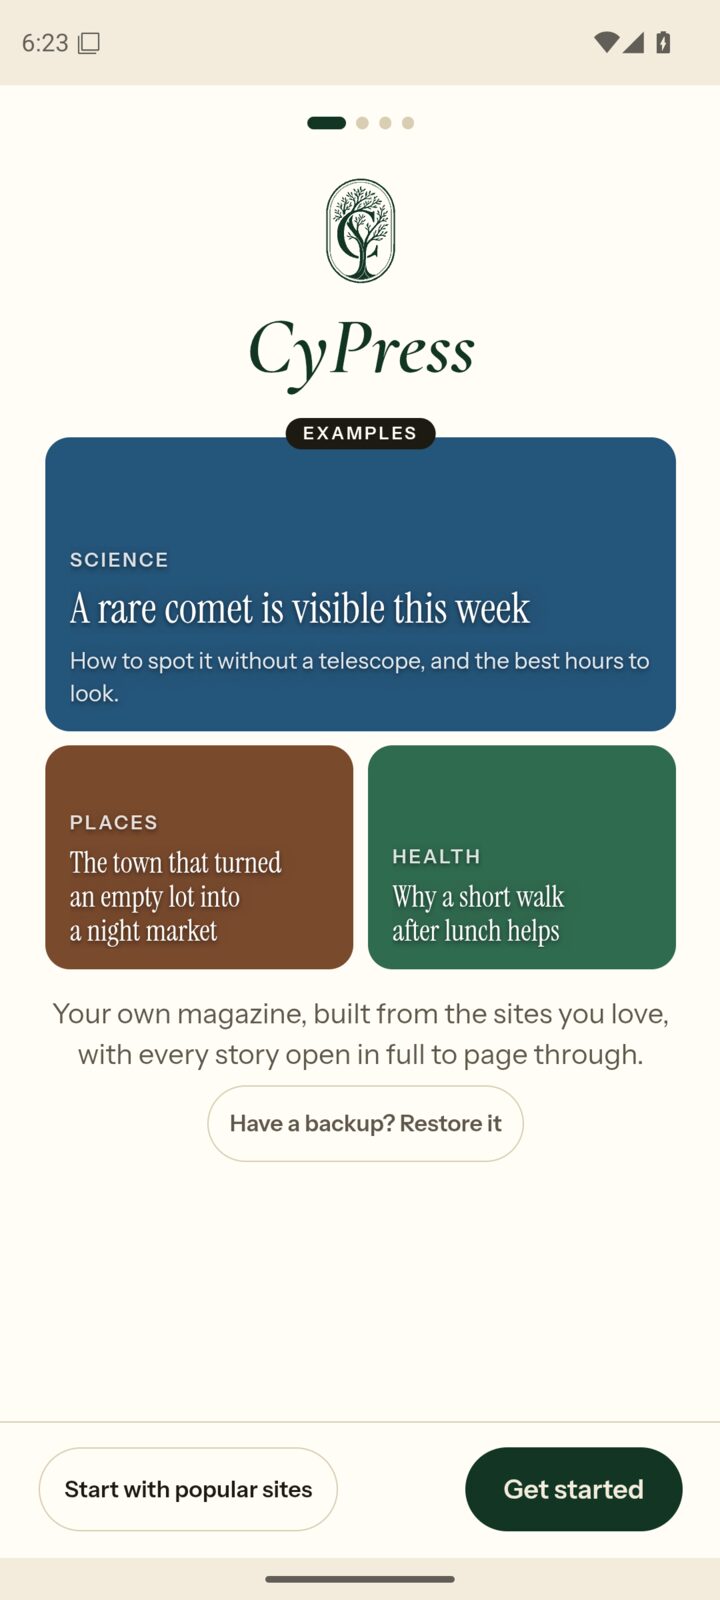 6:23
CyPress
EXAMPLES
SCIENCE
A rare comet is visible this week
How to spot it without a telescope, and the best hours to
look.
PLACES
The town that turned
an empty lot into
a night market
HEALTH
Why a short walk
after lunch helps
Your own magazine, built from the sites you love,
with every story open in full to page through.
Have a backup? Restore it
Start with popular sites
Get started